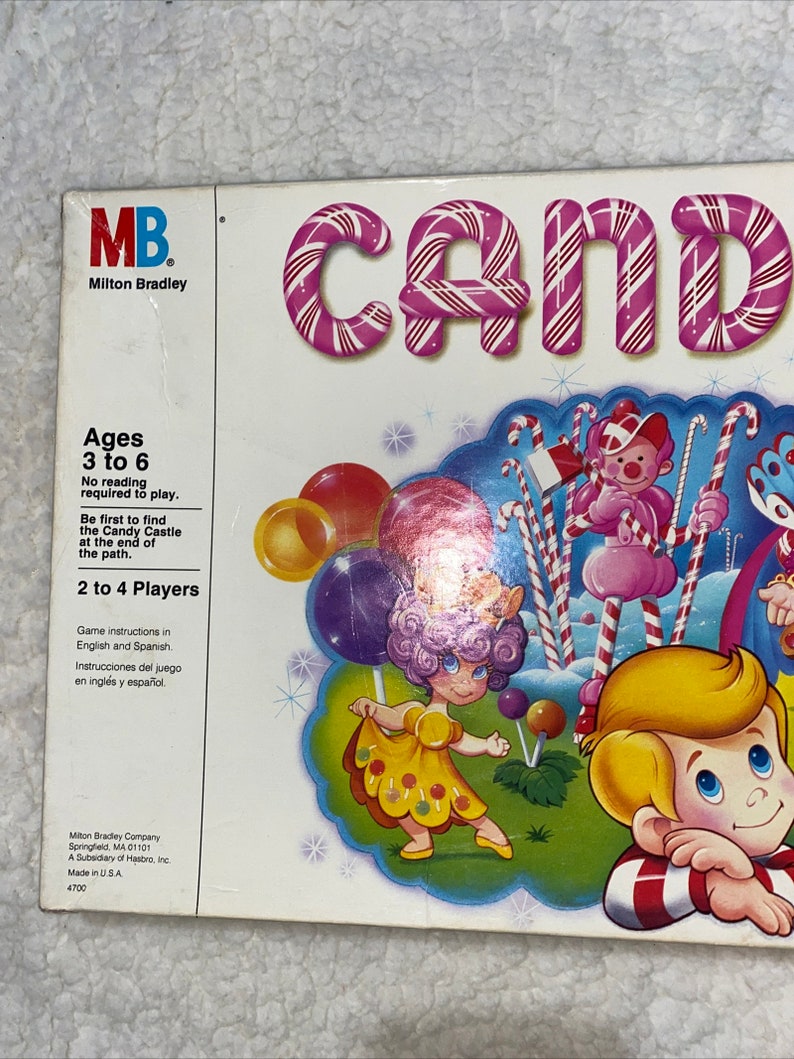 MB®
Milton Bradley
®
CAND
Ages
3 to 6
No reading
required to play.
Be first to find
the Candy Castle
at the end of
the path.
2 to 4 Players
Game instructions in
English and Spanish.
Instrucciones del juego
en inglés y español.
Milton Bradley Company
Springfield, MA 01101
A Subsidiary of Hasbro, Inc.
Made in U.S.A.
4700